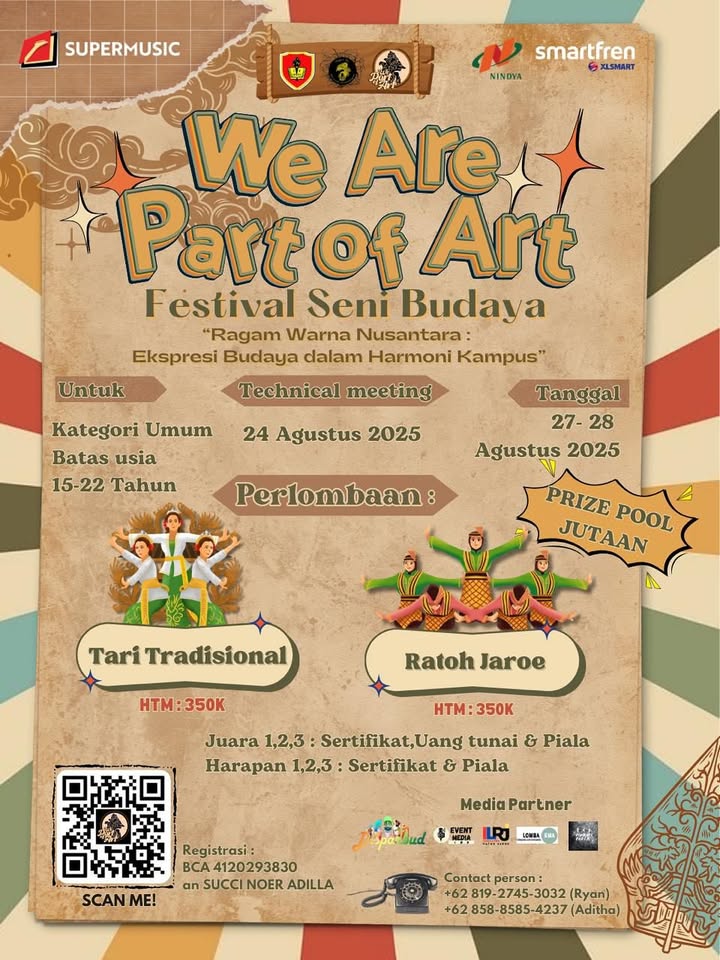 SUPERMUSIC
NINDYA
smartfren
XLSMART
We Are
Part of Art
Festival Seni Budaya
“Ragam Warna Nusantara :
Ekspresi Budaya dalam Harmoni Kampus”
Untuk
Kategori Umum
Batas usia
15-22 Tahun
Technical meeting
24 Agustus 2025
Tanggal
27- 28
Agustus 2025
Perlombaan :
PRIZE POOL
JUTAAN
Tari Tradisional
HTM : 350K
Ratoh Jaroe
HTM : 350K
Juara 1,2,3 : Sertifikat,Uang tunai & Piala
Harapan 1,2,3 : Sertifikat & Piala
SCAN ME!
Registrasi :
BCA 4120293830
an SUCCI NOER ADILLA
Media Partner
EVENT
MEDIA
LOMBA
Contact person :
+62 819-2745-3032 (Ryan)
+62 858-8585-4237 (Aditha)